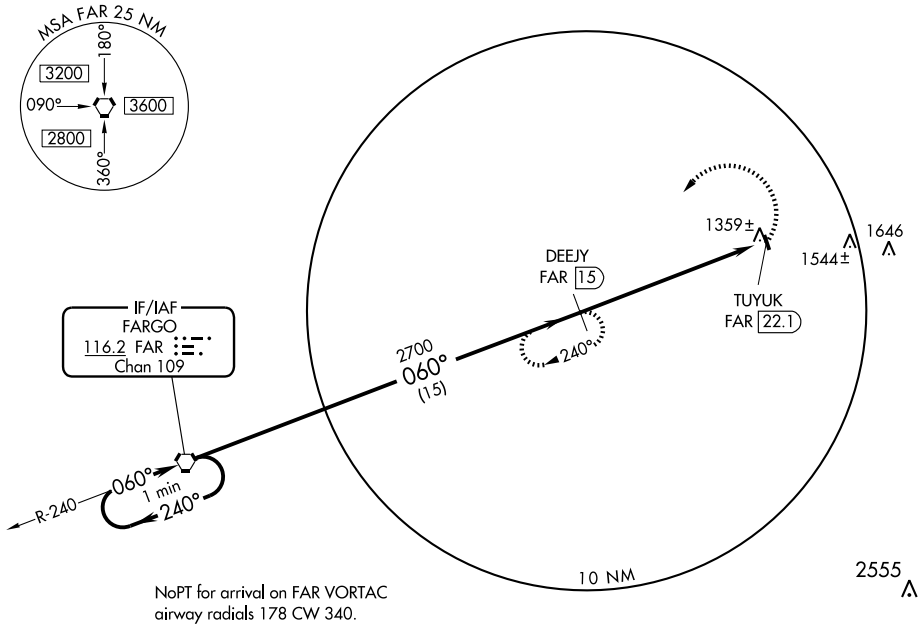 MSA FAR 25 NM
180°
3200
090°
3600
2800
360°
1359±
1646
1544±
DEEJY
FAR 15
TUYUK
FAR 22.1
IF/IAF
FARGO
116.2 FAR
Chan 109
240°
2700
060°
(15)
060°
1 min
240°
R-240
10 NM
2555
NoPT for arrival on FAR VORTAC
airway radials 178 CW 340.